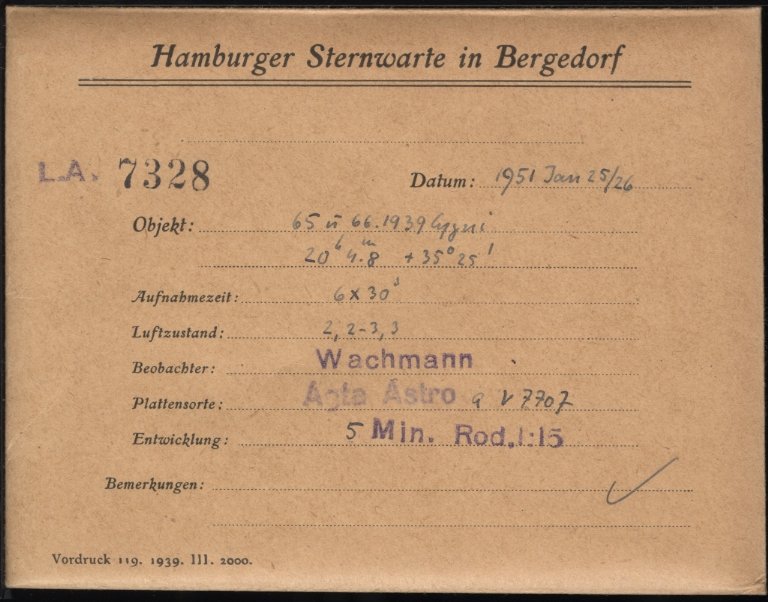 Hamburger Sternwarte in Bergedorf
L.A. 7328
Datum: 1951 Jan 25/26
Objekt: 65 u 66.1939 Cygni
20h 4.m8 +35° 25'
Aufnahmezeit: 6 x 30s
Luftzustand: 2, 2-3, 3
Beobachter: Wachmann
Plattensorte: Agfa Astro V 7707
Entwicklung: 5 Min. Rod. 1:15
Bemerkungen:
Vordruck 119. 1939. III. 2000.